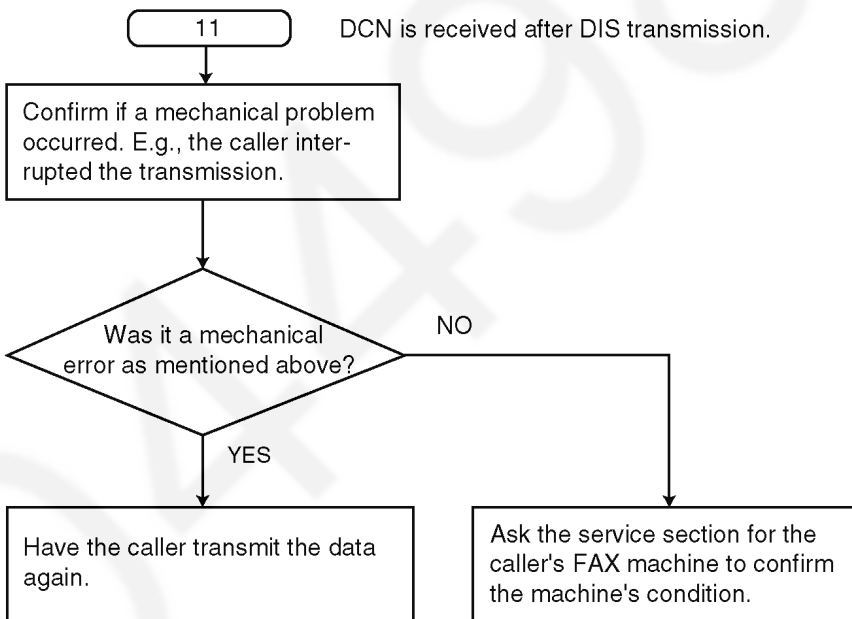 11
DCN is received after DIS transmission.
Confirm if a mechanical problem
occurred. E.g., the caller inter-
rupted the transmission.
Was it a mechanical
error as mentioned above?
NO
YES
Have the caller transmit the data
again.
Ask the service section for the
caller's FAX machine to confirm
the machine's condition.